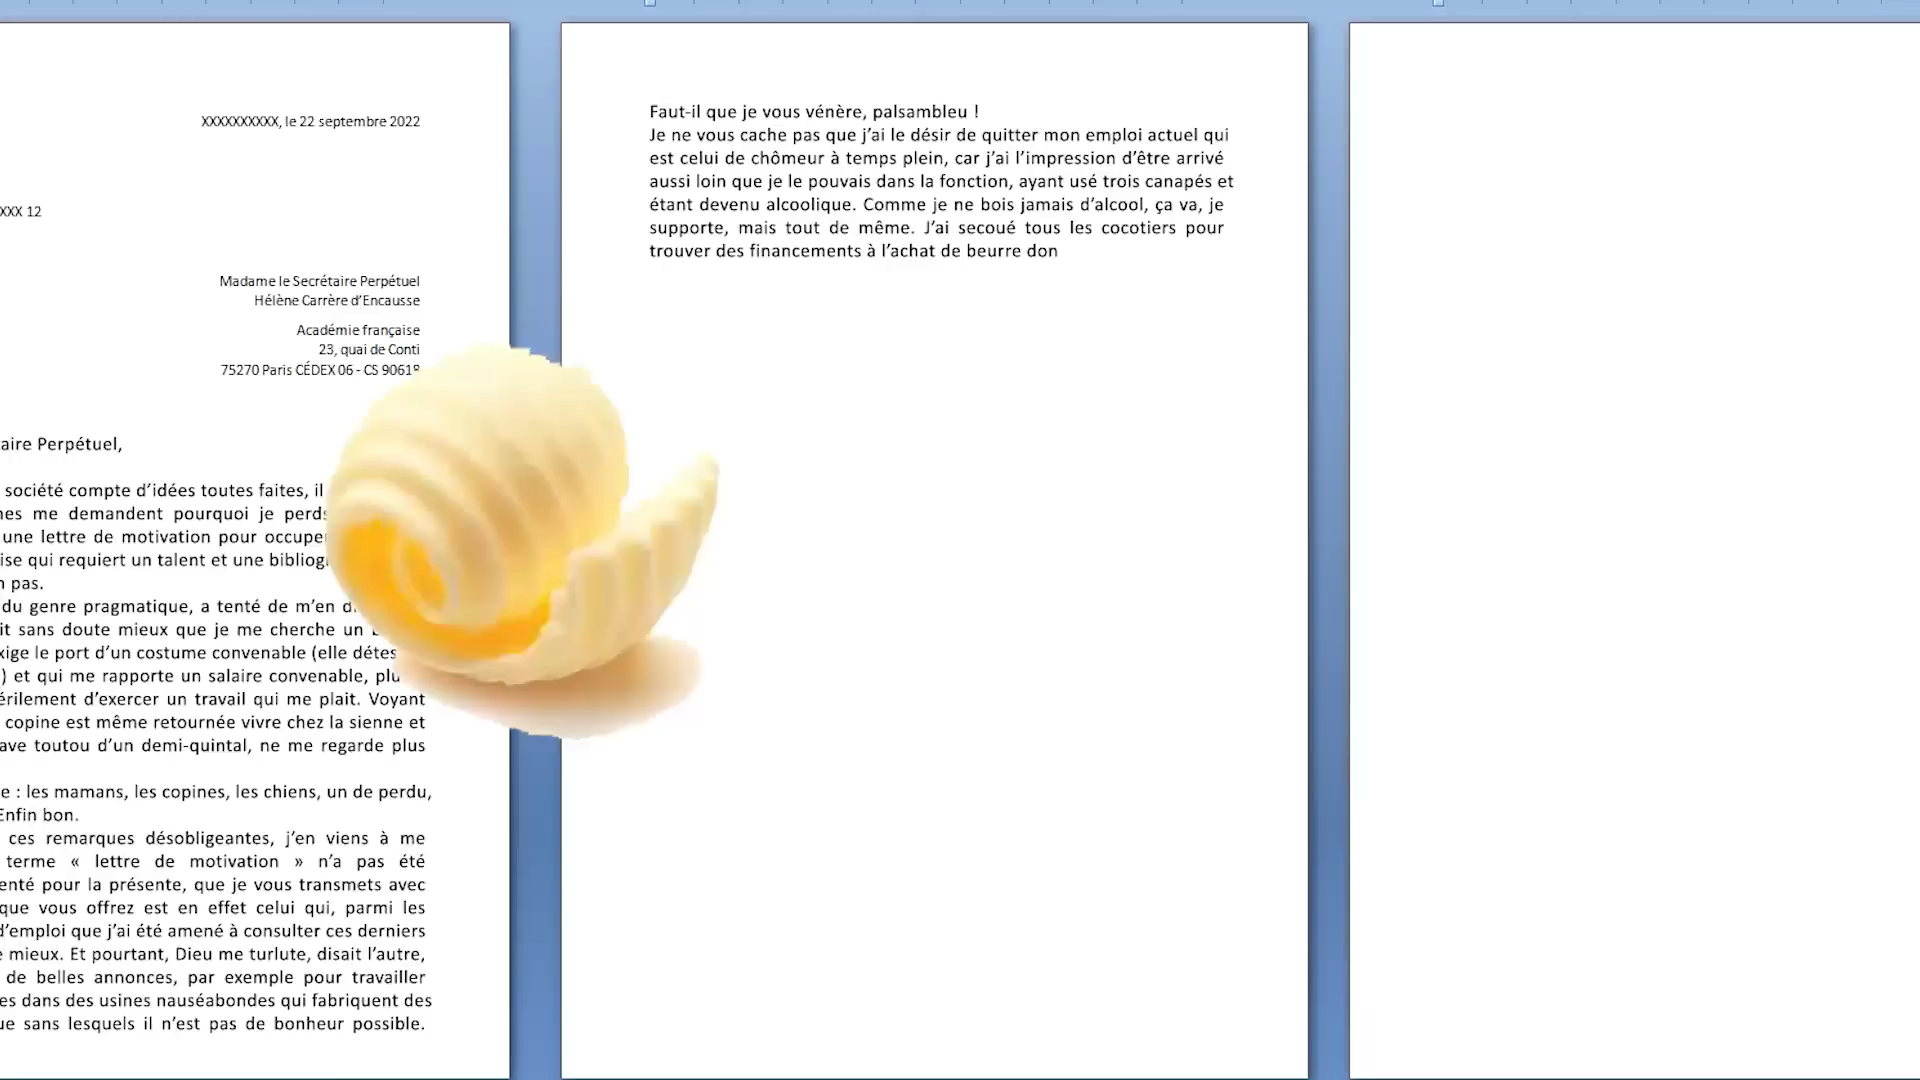 XXXXXXXXXX, le 22 septembre 2022
XXX 12
Madame le Secrétaire Perpétuel
Hélène Carrère d’Encausse
Académie française
23, quai de Conti
75270 Paris CÉDEX 06 - CS 90618
aire Perpétuel,
société compte d’idées toutes faites, il
nes me demandent pourquoi je perds
une lettre de motivation pour occuper
ise qui requiert un talent et une bibliog
n pas.
du genre pragmatique, a tenté de m’en d
it sans doute mieux que je me cherche un
xige le port d’un costume convenable (elle détes
) et qui me rapporte un salaire convenable, plu
érilement d’exercer un travail qui me plait. Voyant
copine est même retournée vivre chez la sienne et
ave toutou d’un demi-quintal, ne me regarde plus
e : les mamans, les copines, les chiens, un de perdu,
Enfin bon.
ces remarques désobligeantes, j’en viens à me
terme « lettre de motivation » n’a pas été
enté pour la présente, que je vous transmets avec
que vous offrez est en effet celui qui, parmi les
d’emploi que j’ai été amené à consulter ces derniers
e mieux. Et pourtant, Dieu me turlute, disait l’autre,
de belles annonces, par exemple pour travailler
es dans des usines nauséabondes qui fabriquent des
ue sans lesquels il n’est pas de bonheur possible.
Faut-il que je vous vénère, palsambleu !
Je ne vous cache pas que j’ai le désir de quitter mon emploi actuel qui
est celui de chômeur à temps plein, car j’ai l’impression d’être arrivé
aussi loin que je le pouvais dans la fonction, ayant usé trois canapés et
étant devenu alcoolique. Comme je ne bois jamais d’alcool, ça va, je
supporte, mais tout de même. J’ai secoué tous les cocotiers pour
trouver des financements à l’achat de beurre don